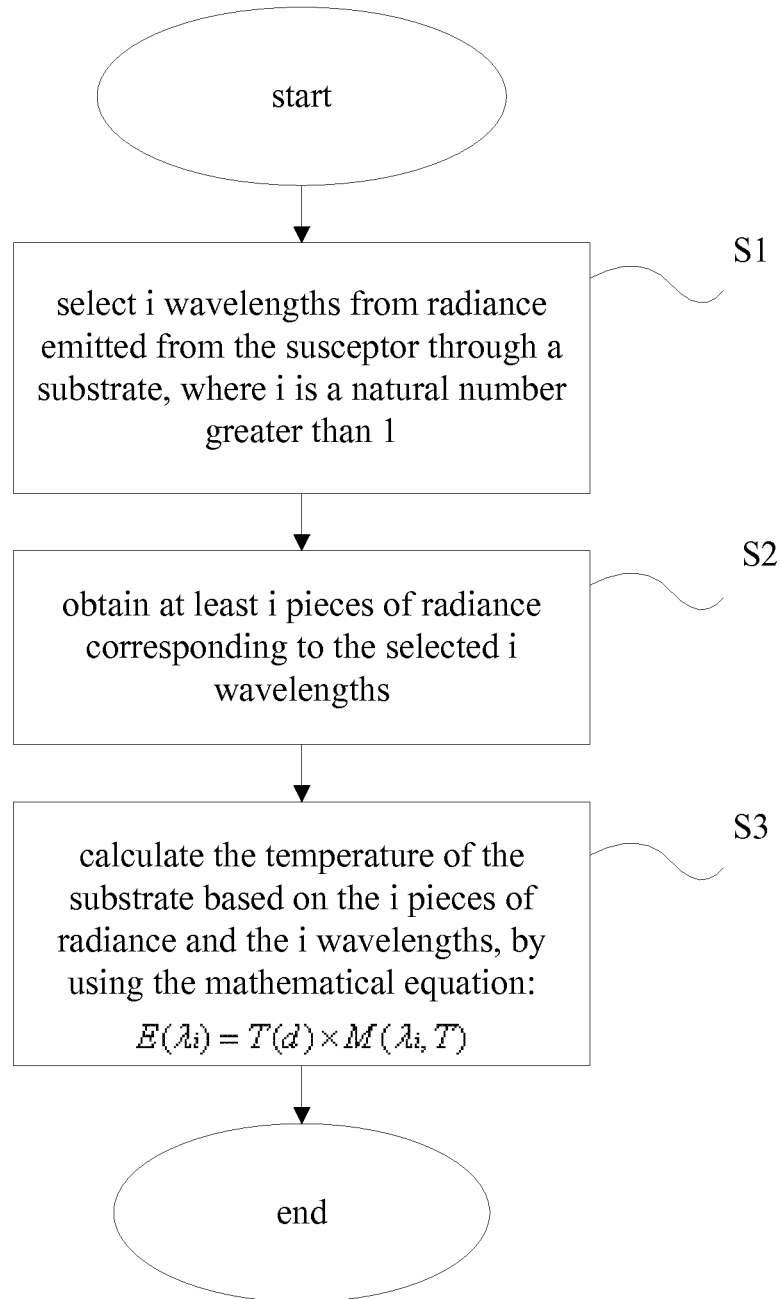 start
S1
select i wavelengths from radiance
emitted from the susceptor through a
substrate, where i is a natural number
greater than 1
S2
obtain at least i pieces of radiance
corresponding to the selected i
wavelengths
S3
calculate the temperature of the
substrate based on the i pieces of
radiance and the i wavelengths, by
using the mathematical equation:
E(λi) = T(d) × M(λi, T)
end